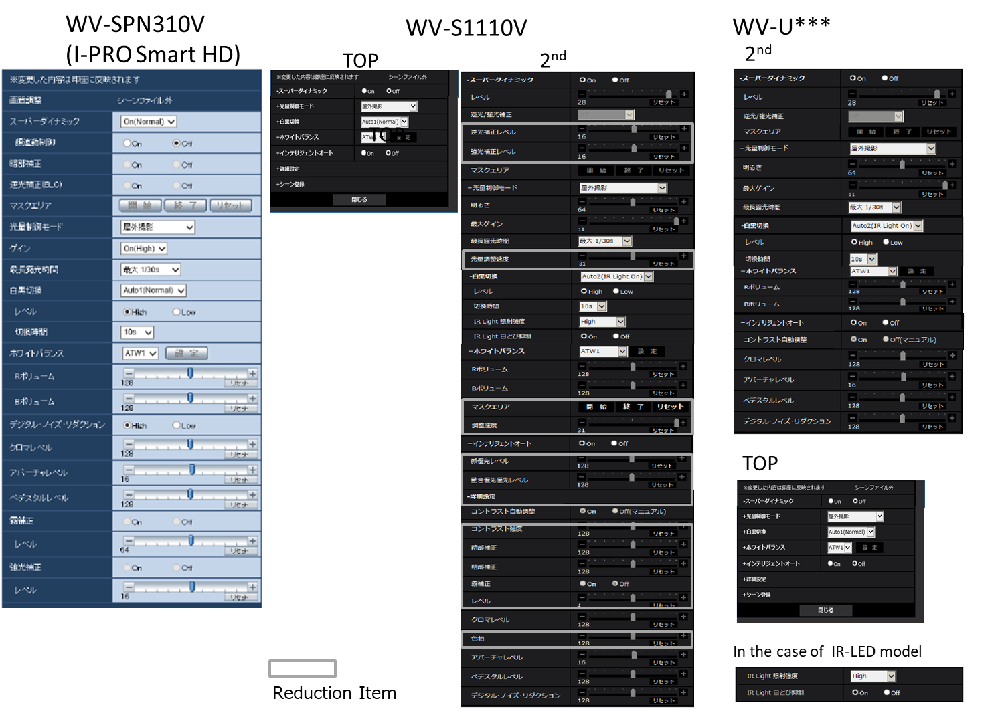 WV-SPN310V
(I-PRO Smart HD)
※変更した内容は即座に反映されます
画質調整 シーンファイル外
スーパーダイナミック On(Normal)
顔連動制御 On Off
暗部補正 On Off
逆光補正(BLC) On Off
マスクエリア 開 始 終 了 リセット
光量制御モード 屋外撮影
ゲイン On(High)
最長露光時間 最大 1/30s
白黒切換 Auto1(Normal)
レベル High Low
切換時間 10s
ホワイトバランス ATW1 設 定
Rボリューム 128 リセット
Bボリューム 128 リセット
デジタル・ノイズ・リダクション High Low
クロマレベル 128 リセット
アパーチャレベル 16 リセット
ペデスタルレベル 128 リセット
霧補正 On Off
レベル 64 リセット
強光補正 On Off
レベル 16 リセット
WV-S1110V
TOP
※変更した内容は即座に反映されます シーンファイル外
-スーパーダイナミック On Off
+光量制御モード 屋外撮影
+白黒切換 Auto1(Normal)
+ホワイトバランス ATW1 設 定
+インテリジェントオート On Off
+詳細設定
+シーン登録
閉じる
2nd
-スーパーダイナミック On Off
レベル 28 リセット
逆光/強光補正 Off
逆光補正レベル 16 リセット
強光補正レベル 16 リセット
マスクエリア 開 始 終 了 リセット
－光量制御モード 屋外撮影
明るさ 64 リセット
最大ゲイン 11 リセット
最長露光時間 最大 1/30s
光量調整速度 31 リセット
-白黒切換 Auto2(IR Light On)
レベル High Low
切換時間 10s
IR Light 照射強度 High
IR Light 白とび抑制 On Off
－ホワイトバランス ATW1 設 定
Rボリューム 128 リセット
Bボリューム 128 リセット
マスクエリア 開 始 終 了 リセット
調整速度 31 リセット
－インテリジェントオート On Off
顔優先レベル 128 リセット
動き優先優先レベル 128 リセット
-詳細設定
コントラスト自動調整 On Off(マニュアル)
コントラスト強度 128 リセット
暗部補正 128 リセット
明部補正 128 リセット
霧補正 On Off
レベル 4 リセット
クロマレベル 128 リセット
色相 128 リセット
アパーチャレベル 16 リセット
ペデスタルレベル 128 リセット
デジタル・ノイズ・リダクション 128 リセット
Reduction Item
WV-U***
2nd
-スーパーダイナミック On Off
レベル 28 リセット
逆光/強光補正 Off
マスクエリア 開 始 終 了 リセット
－光量制御モード 屋外撮影
明るさ 64 リセット
最大ゲイン 11 リセット
最長露光時間 最大 1/30s
-白黒切換 Auto2(IR Light On)
レベル High Low
切換時間 10s
－ホワイトバランス ATW1 設 定
Rボリューム 128 リセット
Bボリューム 128 リセット
－インテリジェントオート On Off
コントラスト自動調整 On Off(マニュアル)
クロマレベル 128 リセット
アパーチャレベル 16 リセット
ペデスタルレベル 128 リセット
デジタル・ノイズ・リダクション 128 リセット
TOP
※変更した内容は即座に反映されます シーンファイル外
-スーパーダイナミック On Off
+光量制御モード 屋外撮影
+白黒切換 Auto1(Normal)
+ホワイトバランス ATW1 設 定
+インテリジェントオート On Off
+詳細設定
+シーン登録
閉じる
In the case of IR-LED model
IR Light 照射強度 High
IR Light 白とび抑制 On Off